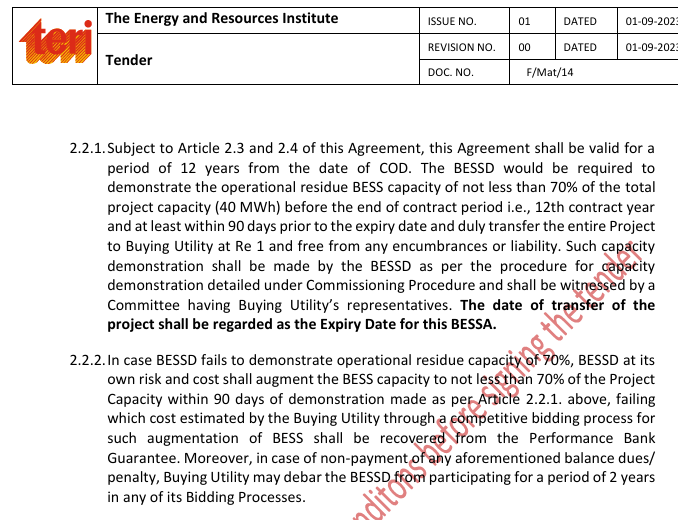 teri
The Energy and Resources Institute
ISSUE NO. 01 DATED 01-09-2023
REVISION NO. 00 DATED 01-09-2023
Tender
DOC. NO. F/Mat/14
2.2.1. Subject to Article 2.3 and 2.4 of this Agreement, this Agreement shall be valid for a
period of 12 years from the date of COD. The BESSD would be required to
demonstrate the operational residue BESS capacity of not less than 70% of the total
project capacity (40 MWh) before the end of contract period i.e., 12th contract year
and at least within 90 days prior to the expiry date and duly transfer the entire Project
to Buying Utility at Re 1 and free from any encumbrances or liability. Such capacity
demonstration shall be made by the BESSD as per the procedure for capacity
demonstration detailed under Commissioning Procedure and shall be witnessed by a
Committee having Buying Utility's representatives. The date of transfer of the
project shall be regarded as the Expiry Date for this BESSA.
2.2.2. In case BESSD fails to demonstrate operational residue capacity of 70%, BESSD at its
own risk and cost shall augment the BESS capacity to not less than 70% of the Project
Capacity within 90 days of demonstration made as per Article 2.2.1. above, failing
which cost estimated by the Buying Utility through a competitive bidding process for
such augmentation of BESS shall be recovered from the Performance Bank
Guarantee. Moreover, in case of non-payment of any aforementioned balance dues/
penalty, Buying Utility may debar the BESSD from participating for a period of 2 years
in any of its Bidding Processes.
nditons before signing the tender